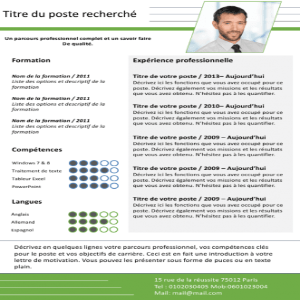 Titre du poste recherché
Un parcours professionnel complet et un savoir faire
De qualité.
Formation
Nom de la formation / 2011
Liste des options et descriptif de la
formation
Nom de la formation / 2011
Liste des options et descriptif de la
formation
Nom de la formation / 2011
Liste des options et descriptif de la
formation
Compétences
Windows 7 & 8
Traitement de texte
Tableur Excel
PowerPoint
Langues
Anglais
Allemand
Espagnol
Expérience professionnelle
Titre de votre poste / 2013– Aujourd'hui
Décrivez ici les fonctions que vous avez occupé pour ce
poste. Décrivez également vos missions et les résultats
que vous avez obtenu. N'hésitez pas à les quantifier.
Titre de votre poste / 2010– Aujourd'hui
Décrivez ici les fonctions que vous avez occupé pour ce
poste. Décrivez également vos missions et les résultats
que vous avez obtenu. N'hésitez pas à les quantifier.
Titre de votre poste / 2009 – Aujourd'hui
Décrivez ici les fonctions que vous avez occupé pour ce
poste. Décrivez également vos missions et les résultats
que vous avez obtenu. N'hésitez pas à les quantifier.
Titre de votre poste / 2009 – Aujourd'hui
Décrivez ici les fonctions que vous avez occupé pour ce
poste. Décrivez également vos missions et les résultats
que vous avez obtenu. N'hésitez pas à les quantifier.
Titre de votre poste / 2009 – Aujourd'hui
Décrivez ici les fonctions que vous avez occupé pour ce
poste. Décrivez également vos missions et les résultats
que vous avez obtenu. N'hésitez pas à les quantifier.
Décrivez en quelques lignes votre parcours professionnel, vos compétences clés
pour le poste et vos objectifs de carrière. Ceci est en fait une introduction à votre
lettre de motivation. Vous pouvez les présenter sous forme de puces ou en texte
plain.
15 rue de la réussite 75012 Paris
Tel : 0102030405 Mob:0601023004
Mail: mail@mail.com